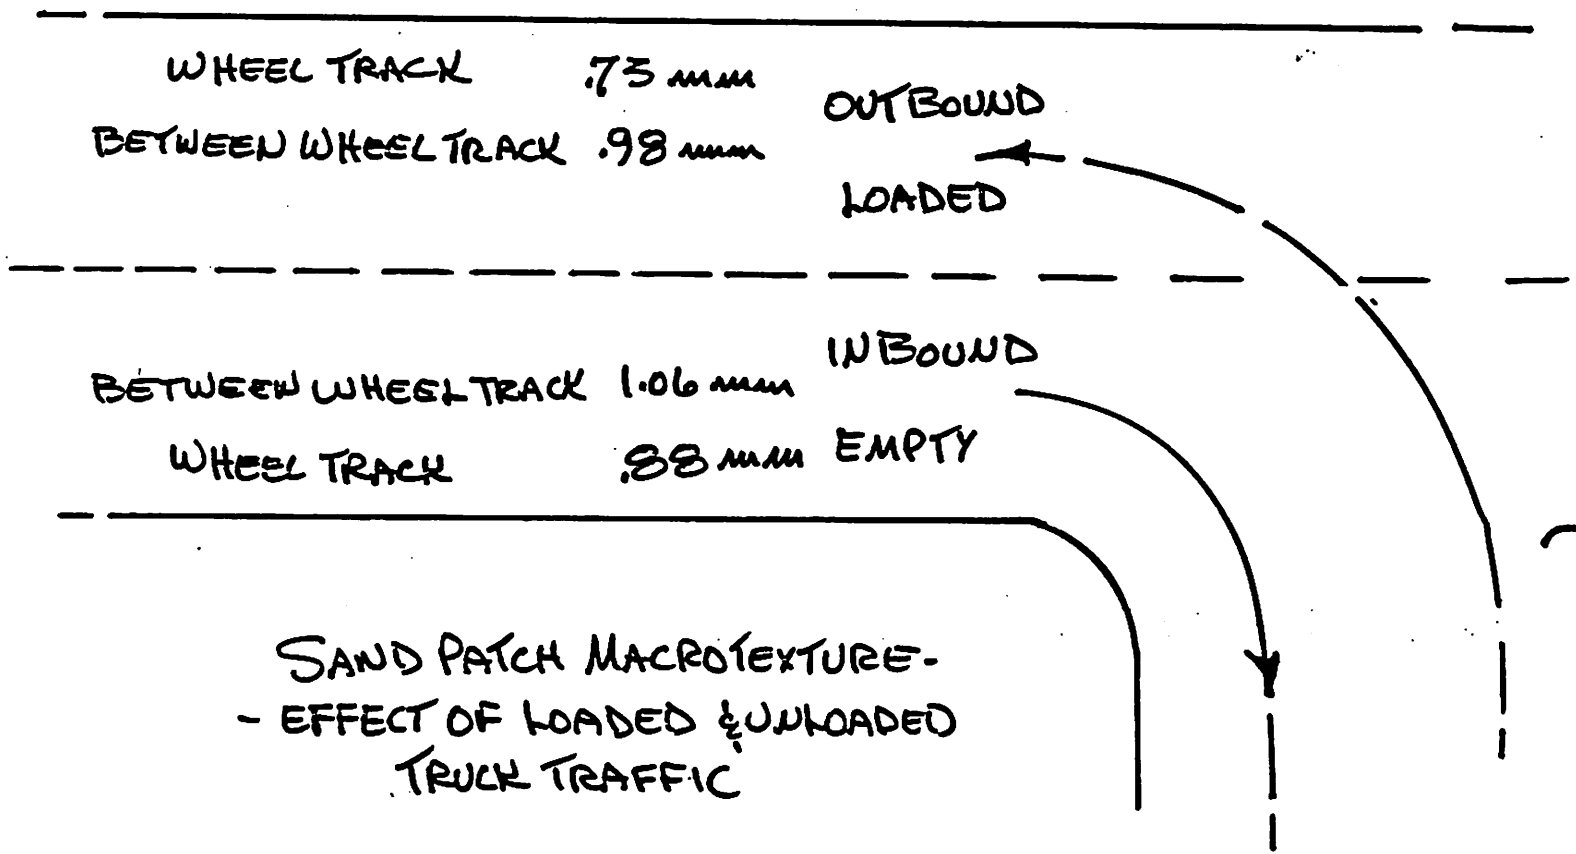 WHEEL TRACK .73 mm
BETWEEN WHEEL TRACK .98 mm
OUTBOUND
LOADED
INBOUND
BETWEEN WHEEL TRACK 1.06 mm
WHEEL TRACK .88 mm
EMPTY
SAND PATCH MACROTEXTURE-
- EFFECT OF LOADED & UNLOADED
TRUCK TRAFFIC